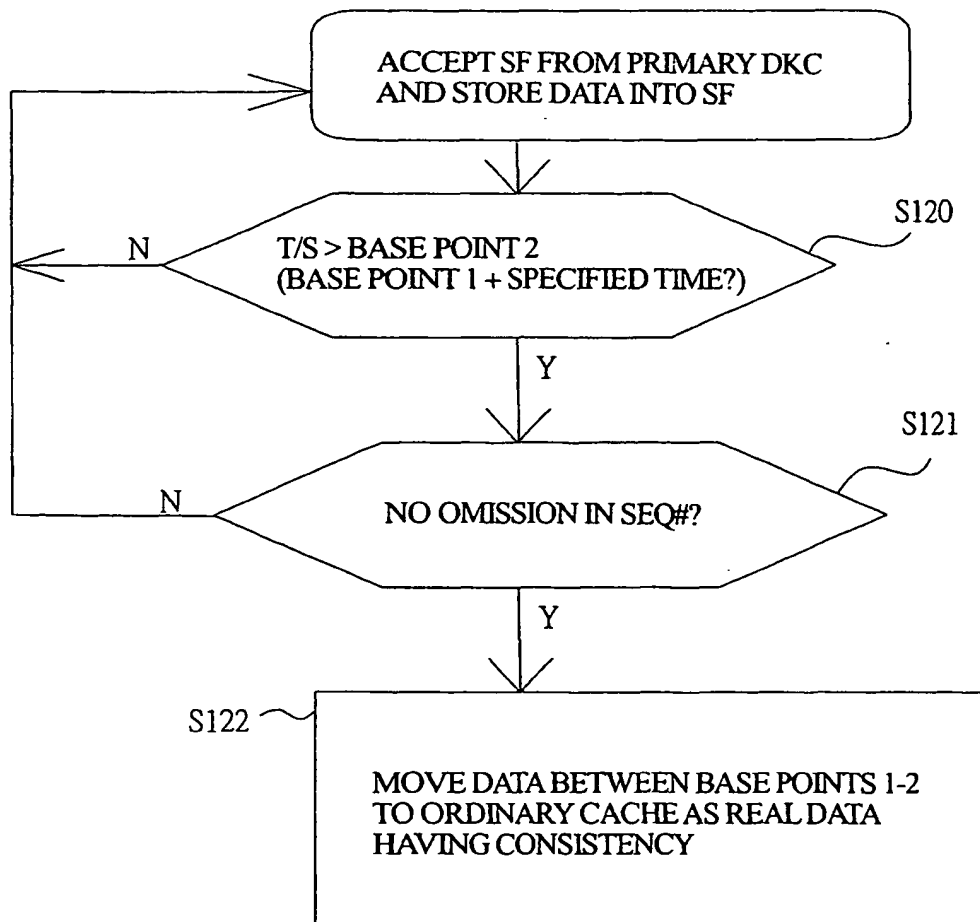 ACCEPT SF FROM PRIMARY DKC
AND STORE DATA INTO SF
S120
N
T/S > BASE POINT 2
(BASE POINT 1 + SPECIFIED TIME?)
Y
S121
N
NO OMISSION IN SEQ#?
Y
S122
MOVE DATA BETWEEN BASE POINTS 1-2
TO ORDINARY CACHE AS REAL DATA
HAVING CONSISTENCY